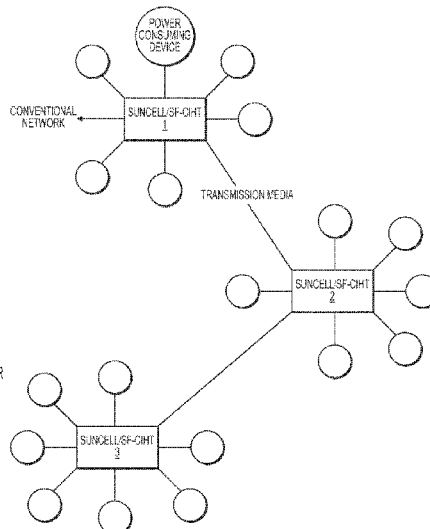 POWER
CONSUMING
DEVICE
CONVENTIONAL
NETWORK
SUNCELL/SF-CIHT
1
TRANSMISSION MEDIA
SUNCELL/SF-CIHT
2
R
SUNCELL/SF-CIHT
3